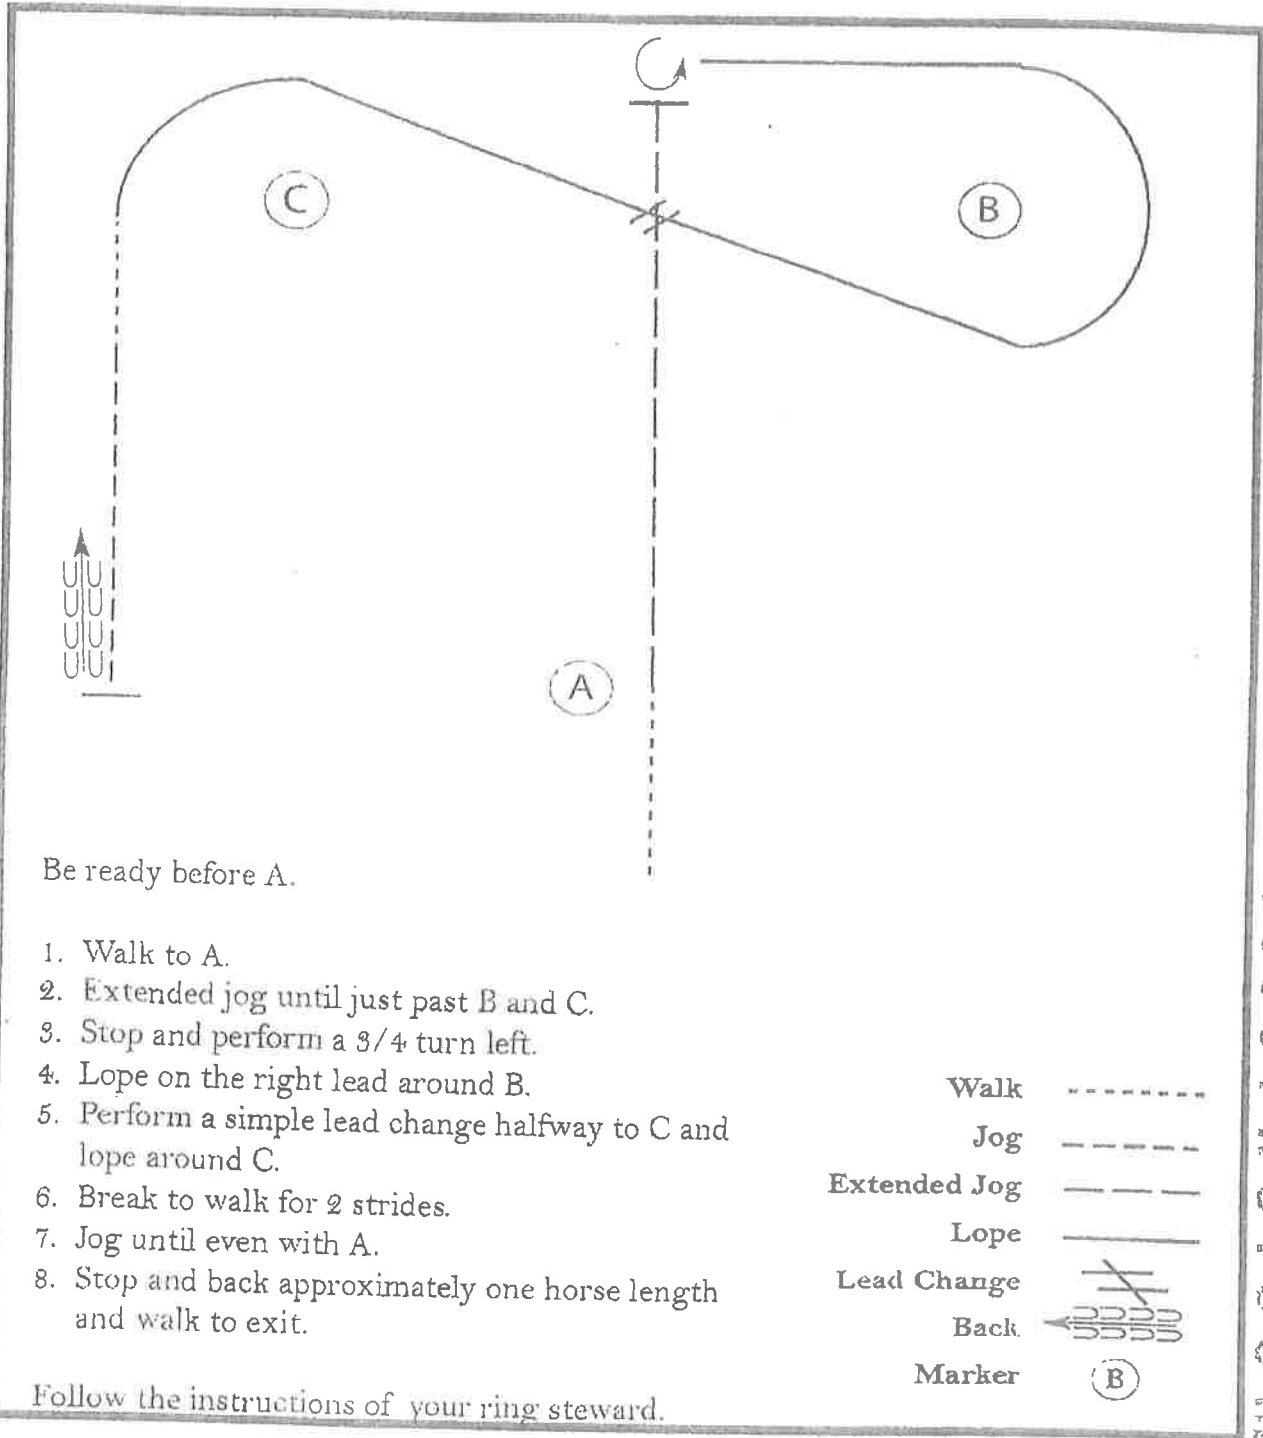 C
B
A
Be ready before A.
1. Walk to A.
2. Extended jog until just past B and C.
3. Stop and perform a 3/4 turn left.
4. Lope on the right lead around B.
5. Perform a simple lead change halfway to C and
lope around C.
6. Break to walk for 2 strides.
7. Jog until even with A.
8. Stop and back approximately one horse length
and walk to exit.
Follow the instructions of your ring steward.
Walk
Jog
Extended Jog
Lope
Lead Change
Back
Marker B